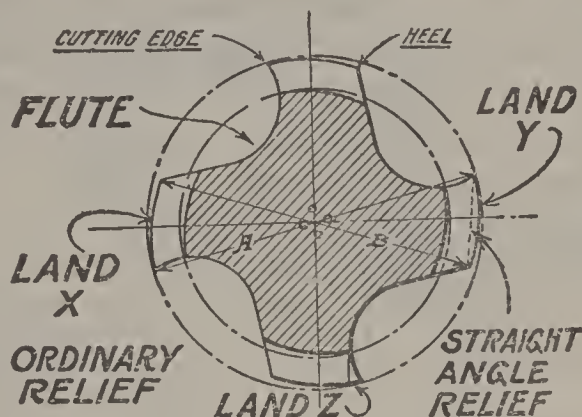 CUTTING EDGE
HEEL
FLUTE
LAND
Y
A
B
LAND
X
ORDINARY
RELIEF
STRAIGHT
ANGLE
RELIEF
LAND Z